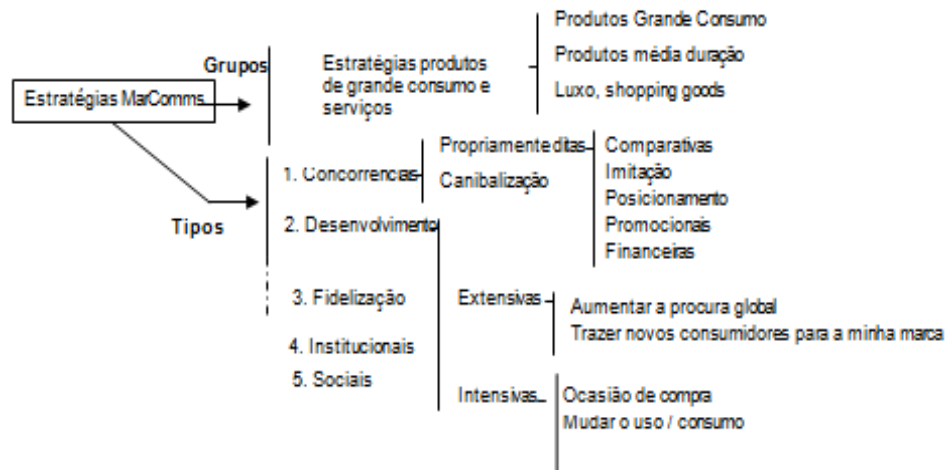 Produtos Grande Consumo
Grupos
Estratégias produtos
de grande consumo e
serviços
Produtos média duração
Luxo, shopping goods
Estratégias MarComms
Tipos
1. Concorrencias
Propriamente ditas
Canibalização
Comparativas
Imitação
Posicionamento
Promocionais
Financeiras
2. Desenvolvimento
3. Fidelização
4. Institucionais
5. Sociais
Extensivas
Aumentar a procura global
Trazer novos consumidores para a minha marca
Intensivas
Ocasião de compra
Mudar o uso / consumo